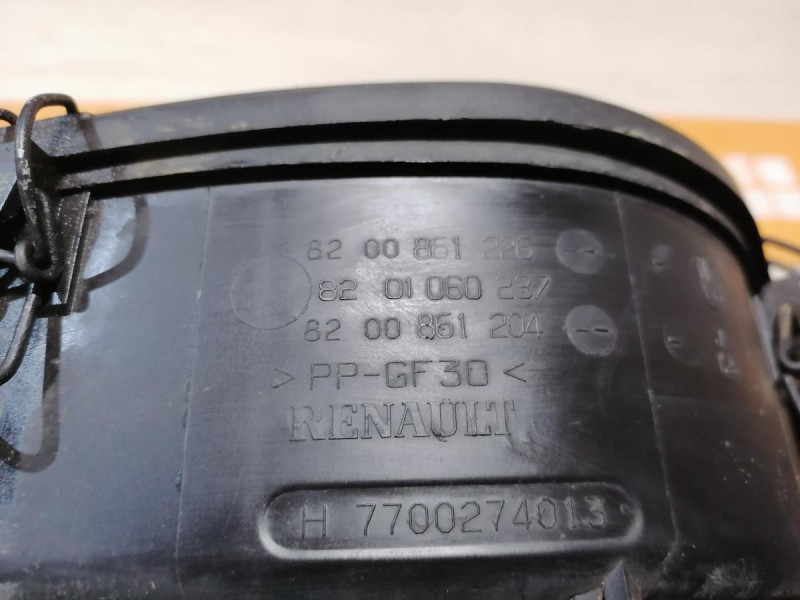 82 00 861 226
82 01 060 237
82 00 861 204
>PP-GF30<
RENAULT
H 7700274013